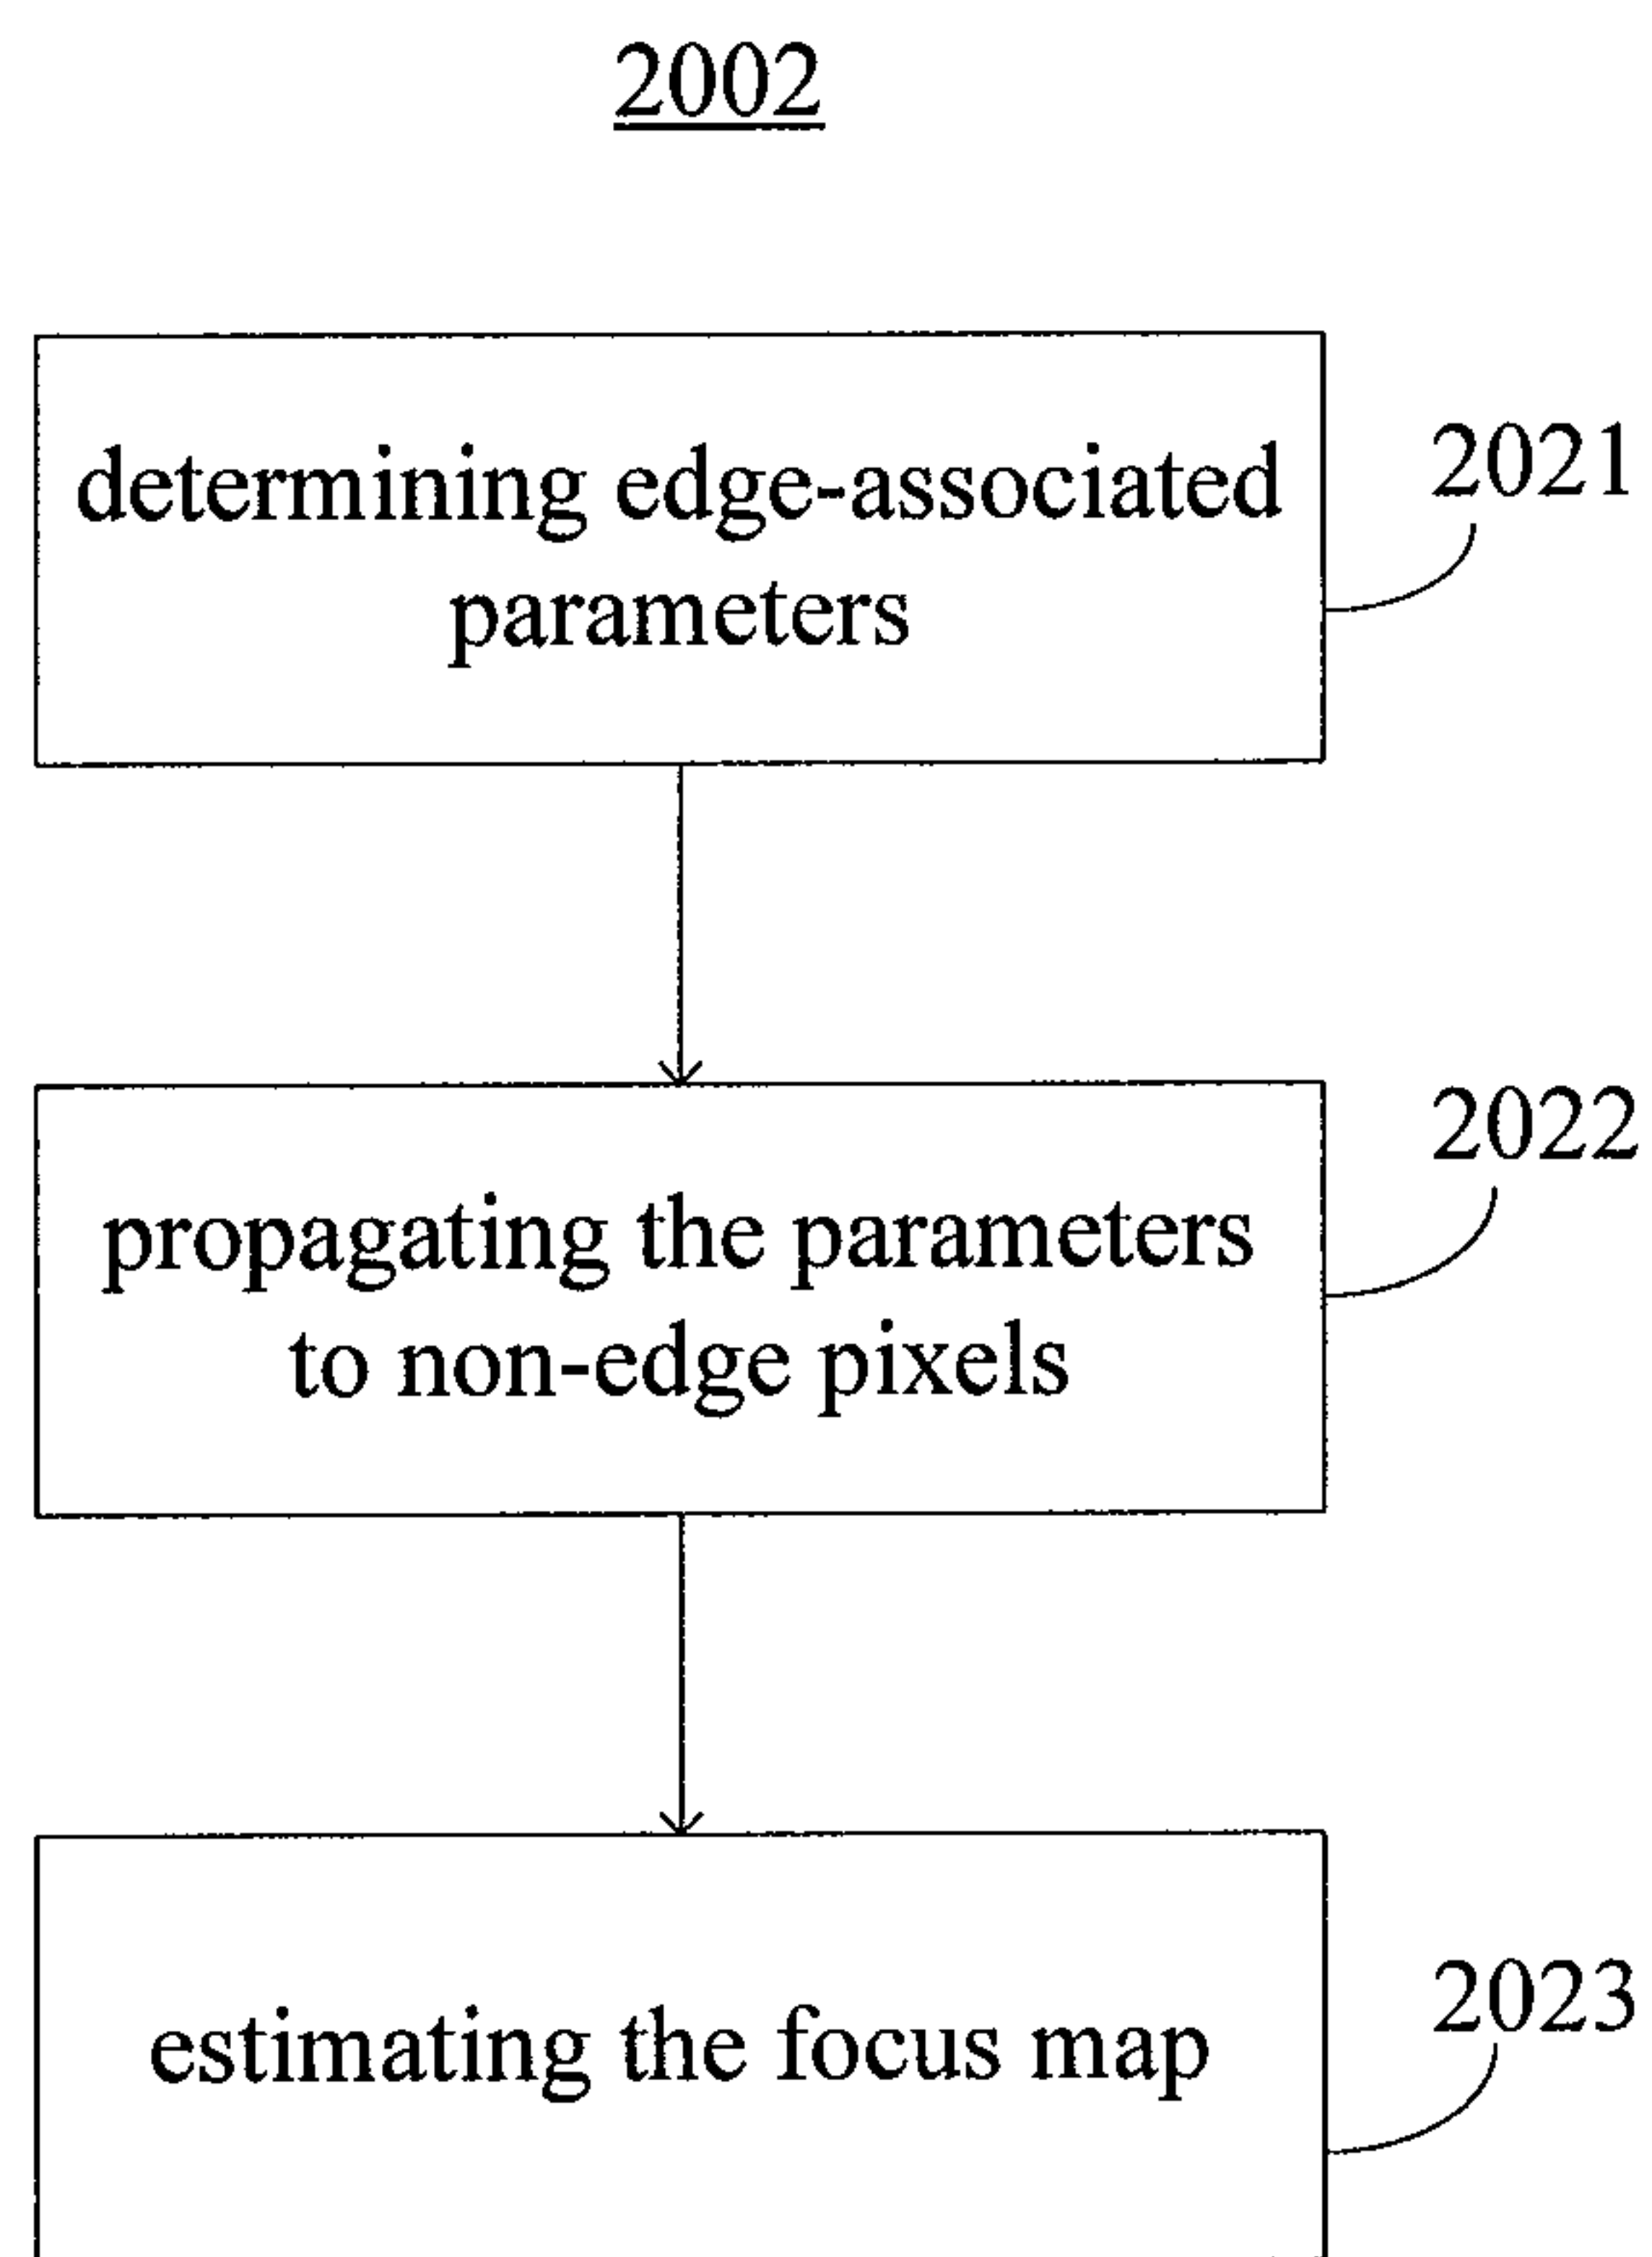 2002
determining edge-associated
parameters
2021
propagating the parameters
to non-edge pixels
2022
estimating the focus map
2023